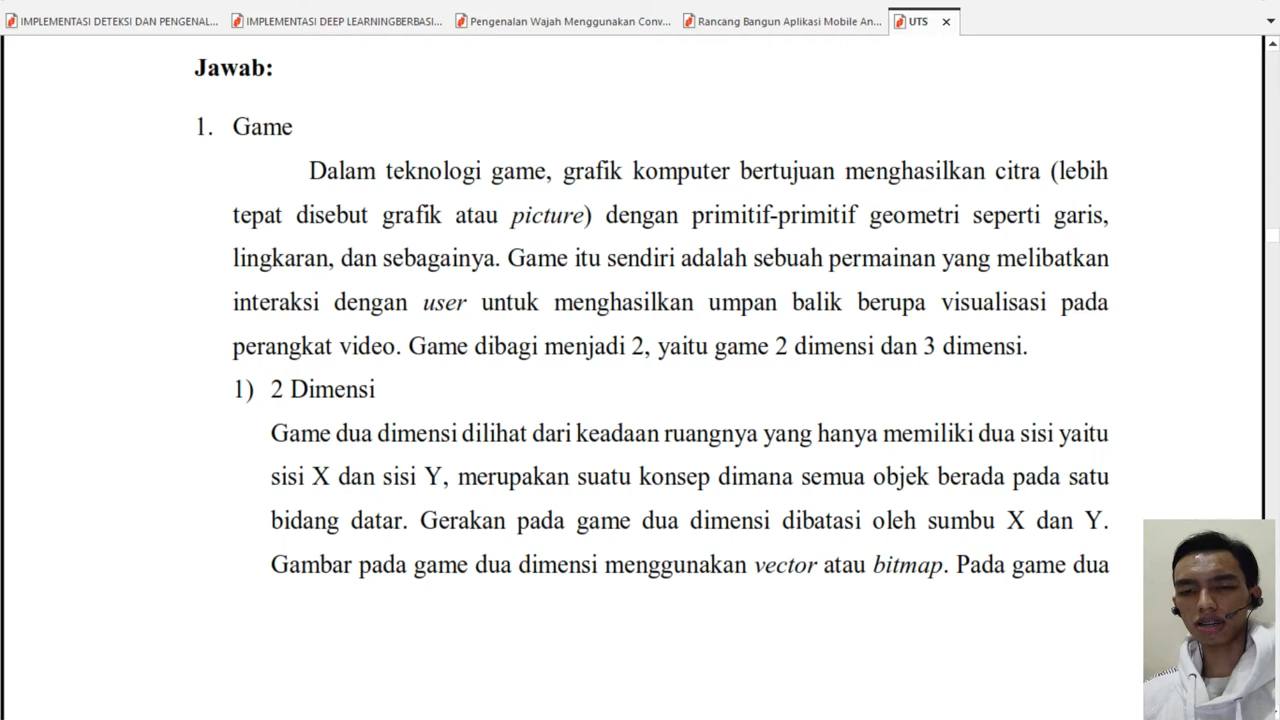 IMPLEMENTASI DETEKSI DAN PENGENAL...
IMPLEMENTASI DEEP LEARNINGBERBASI...
Pengenalan Wajah Menggunakan Conv...
Rancang Bangun Aplikasi Mobile An...
UTS
Jawab:
1. Game
Dalam teknologi game, grafik komputer bertujuan menghasilkan citra (lebih
tepat disebut grafik atau picture) dengan primitif-primitif geometri seperti garis,
lingkaran, dan sebagainya. Game itu sendiri adalah sebuah permainan yang melibatkan
interaksi dengan user untuk menghasilkan umpan balik berupa visualisasi pada
perangkat video. Game dibagi menjadi 2, yaitu game 2 dimensi dan 3 dimensi.
1) 2 Dimensi
Game dua dimensi dilihat dari keadaan ruangnya yang hanya memiliki dua sisi yaitu
sisi X dan sisi Y, merupakan suatu konsep dimana semua objek berada pada satu
bidang datar. Gerakan pada game dua dimensi dibatasi oleh sumbu X dan Y.
Gambar pada game dua dimensi menggunakan vector atau bitmap. Pada game dua